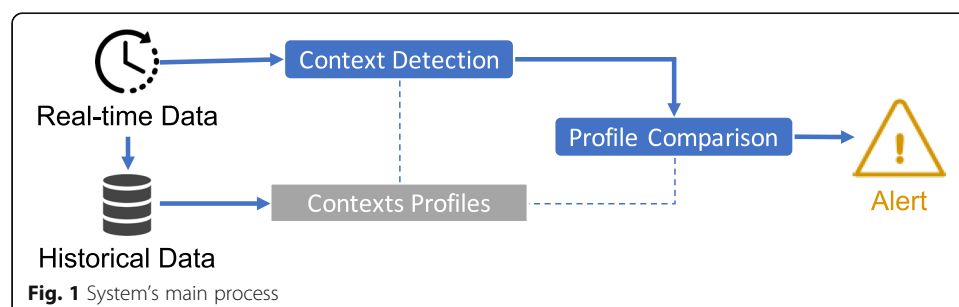 Context Detection
Real-time Data
Profile Comparison
Contexts Profiles
Alert
Historical Data
Fig. 1 System's main process